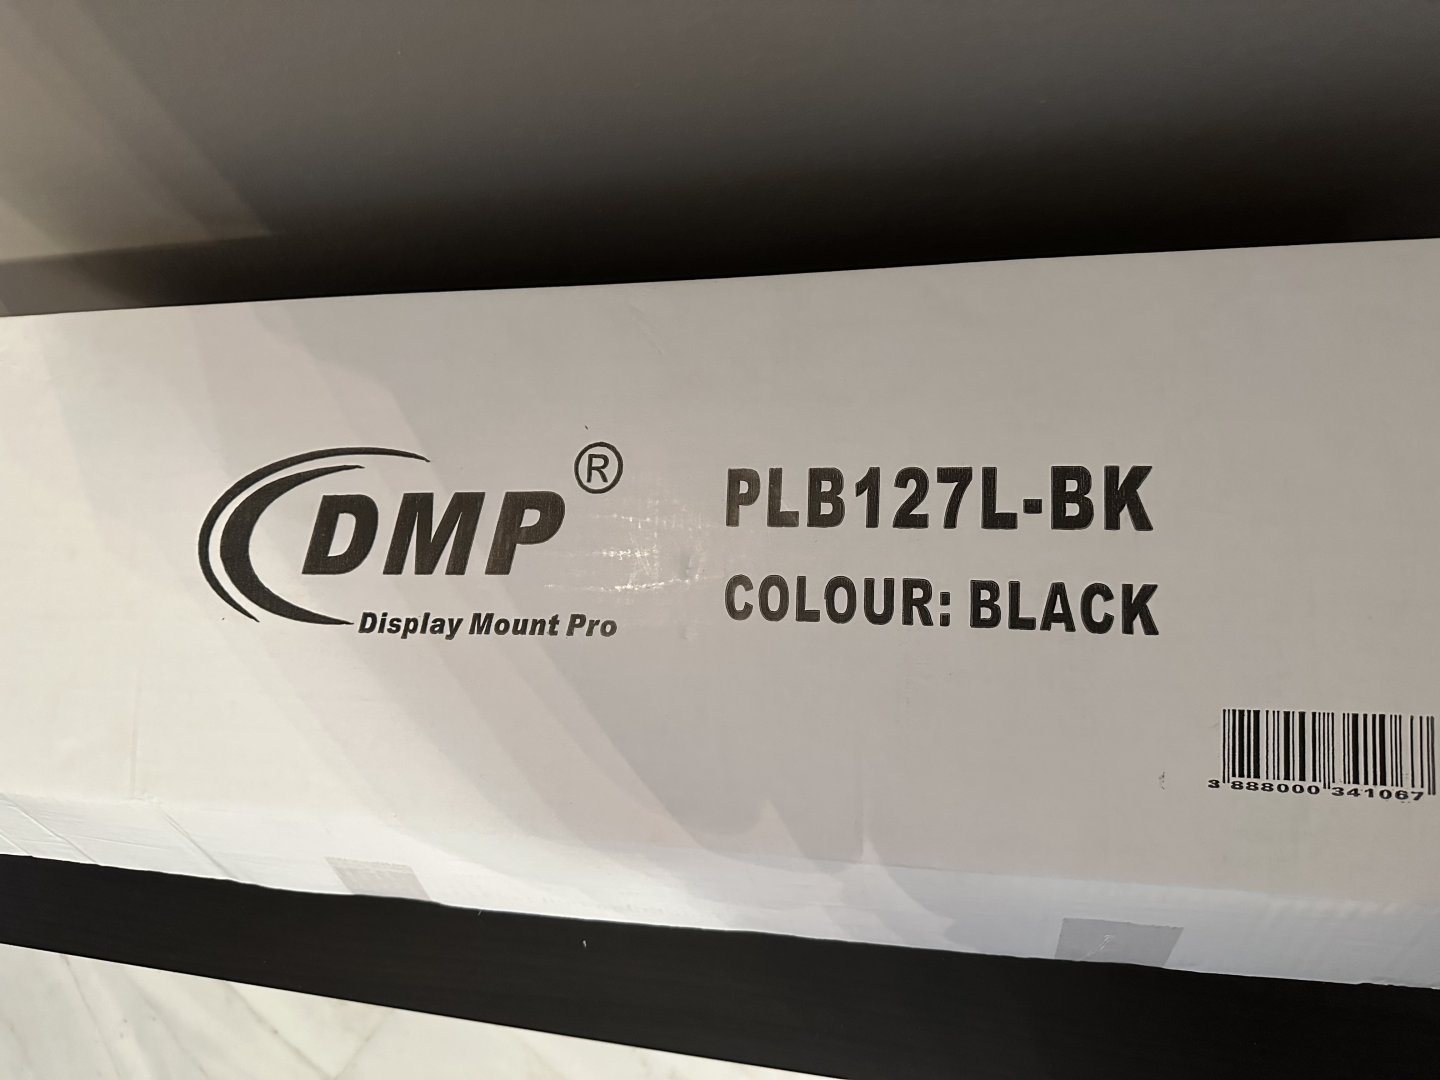 DMP ®
Display Mount Pro
PLB127L-BK
COLOUR: BLACK
3 888000 341067